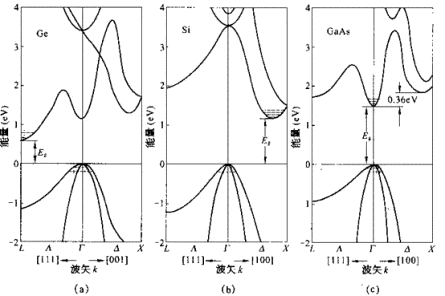 4
3
2
1
0
-1
-2
能量(eV)
Ge
Eg
L Λ Γ Δ X
[111] [001]
波矢 k
(a)
4
3
2
1
0
-1
-2
能量(eV)
Si
Eg
L Λ Γ Δ X
[111] [100]
波矢 k
(b)
4
3
2
1
0
-1
-2
能量(eV)
GaAs
0.36eV
Eg
L Λ Γ Δ X
[111] [100]
波矢 k
(c)